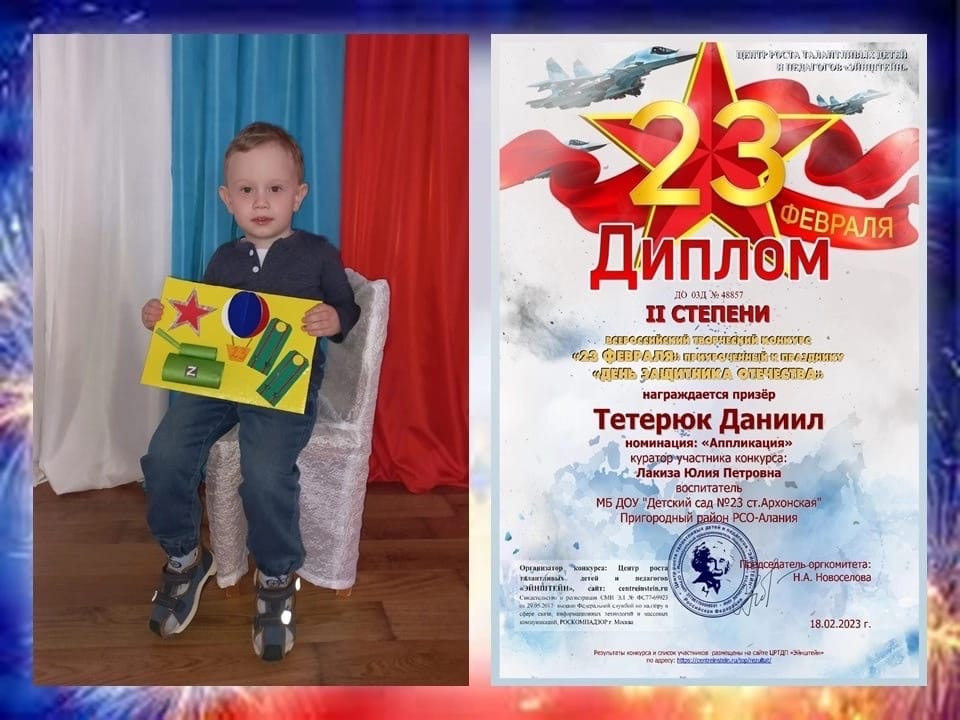 Z
ЦЕНТР РОСТА ТАЛАНТЛИВЫХ ДЕТЕЙ
И ПЕДАГОГОВ «ЭЙНШТЕЙН»
23
ФЕВРАЛЯ
Диплом
ДО 03Д № 48857
II СТЕПЕНИ
ВСЕРОССИЙСКИЙ ТВОРЧЕСКИЙ КОНКУРС
«23 ФЕВРАЛЯ» ПРИУРОЧЕННЫЙ К ПРАЗДНИКУ
«ДЕНЬ ЗАЩИТНИКА ОТЕЧЕСТВА»
награждается призёр
Тетерюк Даниил
номинация: «Аппликация»
куратор участника конкурса:
Лакиза Юлия Петровна
воспитатель
МБ ДОУ "Детский сад №23 ст.Архонская"
Пригородный район РСО-Алания
Организатор конкурса: Центр роста
талантливых детей и педагогов
«ЭЙНШТЕЙН», сайт: centreinstein.ru
Свидетельство о регистрации СМИ ЭЛ № ФС77-69923
от 29.05.2017 выдано Федеральной службой по надзору в
сфере связи, информационных технологий и массовых
коммуникаций, РОСКОМНАДЗОР г. Москва
Председатель оргкомитета:
Н.А. Новоселова
18.02.2023 г.
Результаты конкурса и список участников размещены на сайте ЦРТДП «Эйнштейн»
по адресу: https://centreinstein.ru/top/rezultat/